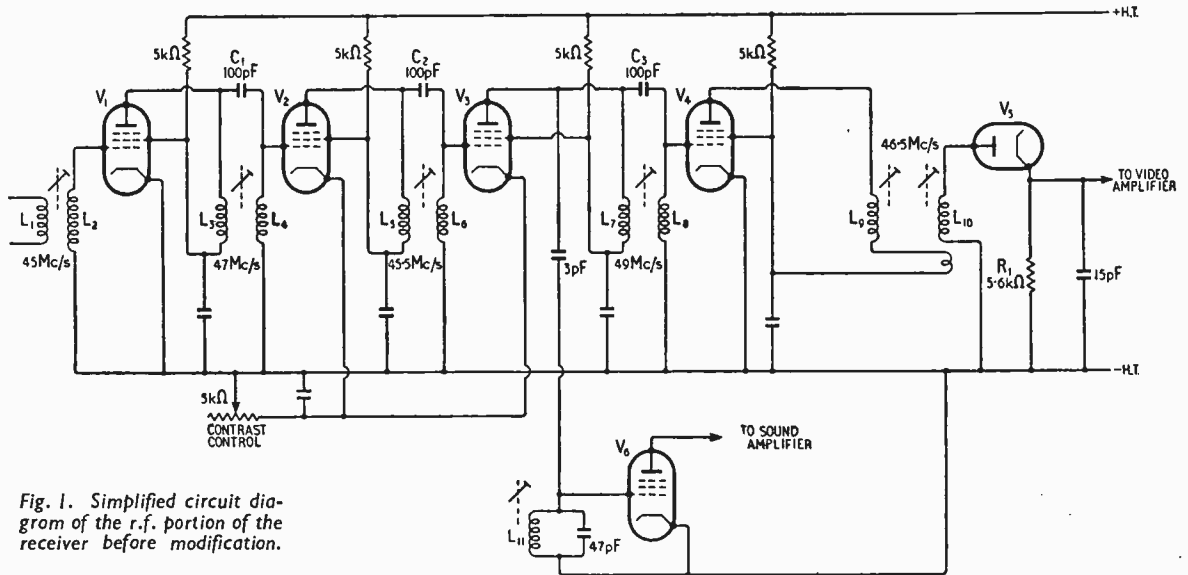 +H.T.
5kΩ
5kΩ
5kΩ
5kΩ
C1
100pF
C2
100pF
C3
100pF
V1
V2
V3
V4
V5
46·5Mc/s
TO VIDEO
AMPLIFIER
L1
L2
L3
L4
L5
L6
L7
L8
L9
L10
45Mc/s
47Mc/s
45·5Mc/s
3pF
49Mc/s
R1
5·6kΩ
15pF
-H.T.
5kΩ
CONTRAST
CONTROL
V6
TO SOUND
AMPLIFIER
L11
47pF
Fig. 1. Simplified circuit dia-
gram of the r.f. portion of the
receiver before modification.